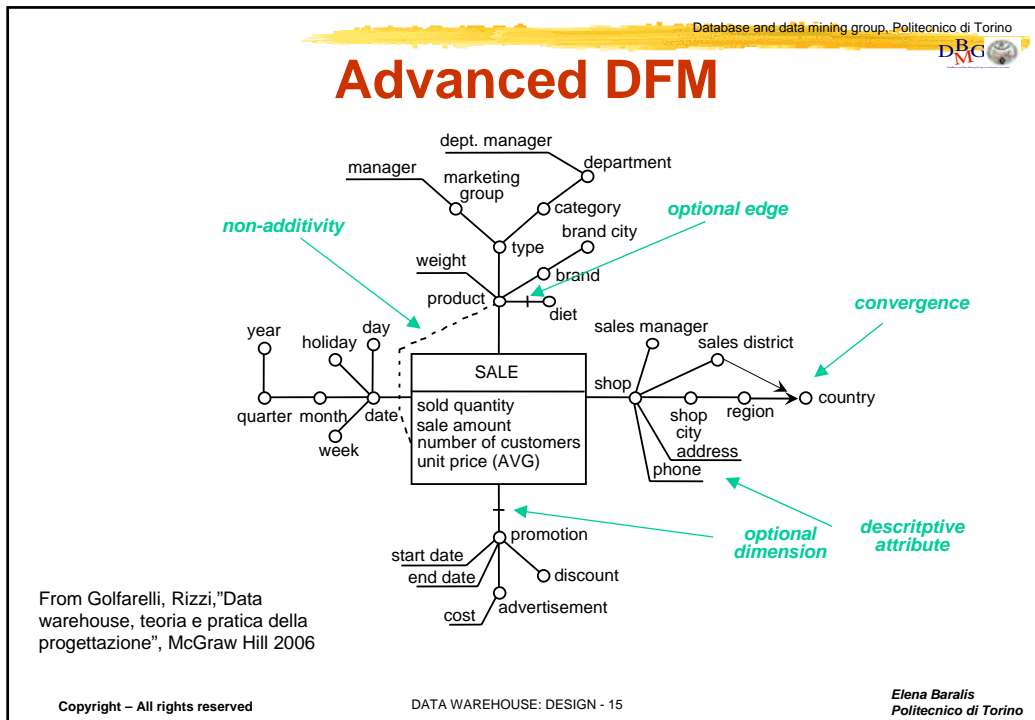 Database and data mining group, Politecnico di Torino
DBMG
Advanced DFM
dept. manager
department
manager
marketing
group
category
optional edge
non-additivity
brand city
type
weight
brand
product
diet
convergence
year
holiday
day
sales manager
sales district
SALE
shop
country
quarter
month
date
week
sold quantity
sale amount
number of customers
unit price (AVG)
shop
city
region
address
phone
promotion
optional
dimension
descritptive
attribute
start date
end date
discount
advertisement
cost
From Golfarelli, Rizzi,"Data
warehouse, teoria e pratica della
progettazione", McGraw Hill 2006
Copyright – All rights reserved
DATA WAREHOUSE: DESIGN - 15
Elena Baralis
Politecnico di Torino